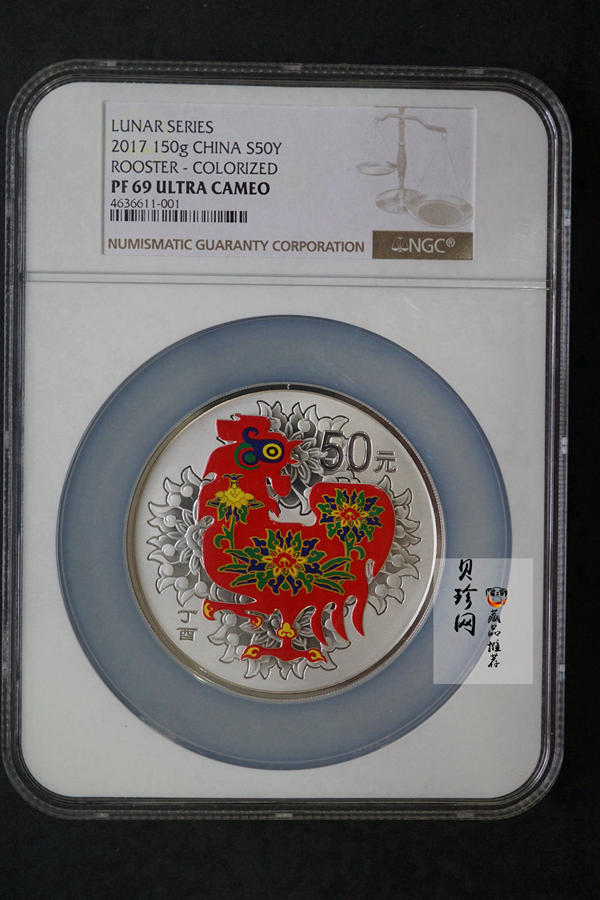 LUNAR SERIES
2017 150g CHINA S50Y
ROOSTER - COLORIZED
PF 69 ULTRA CAMEO
4636611-001
NUMISMATIC GUARANTY CORPORATION
NGC®
50元
丁酉
贝珍网
藏品推荐